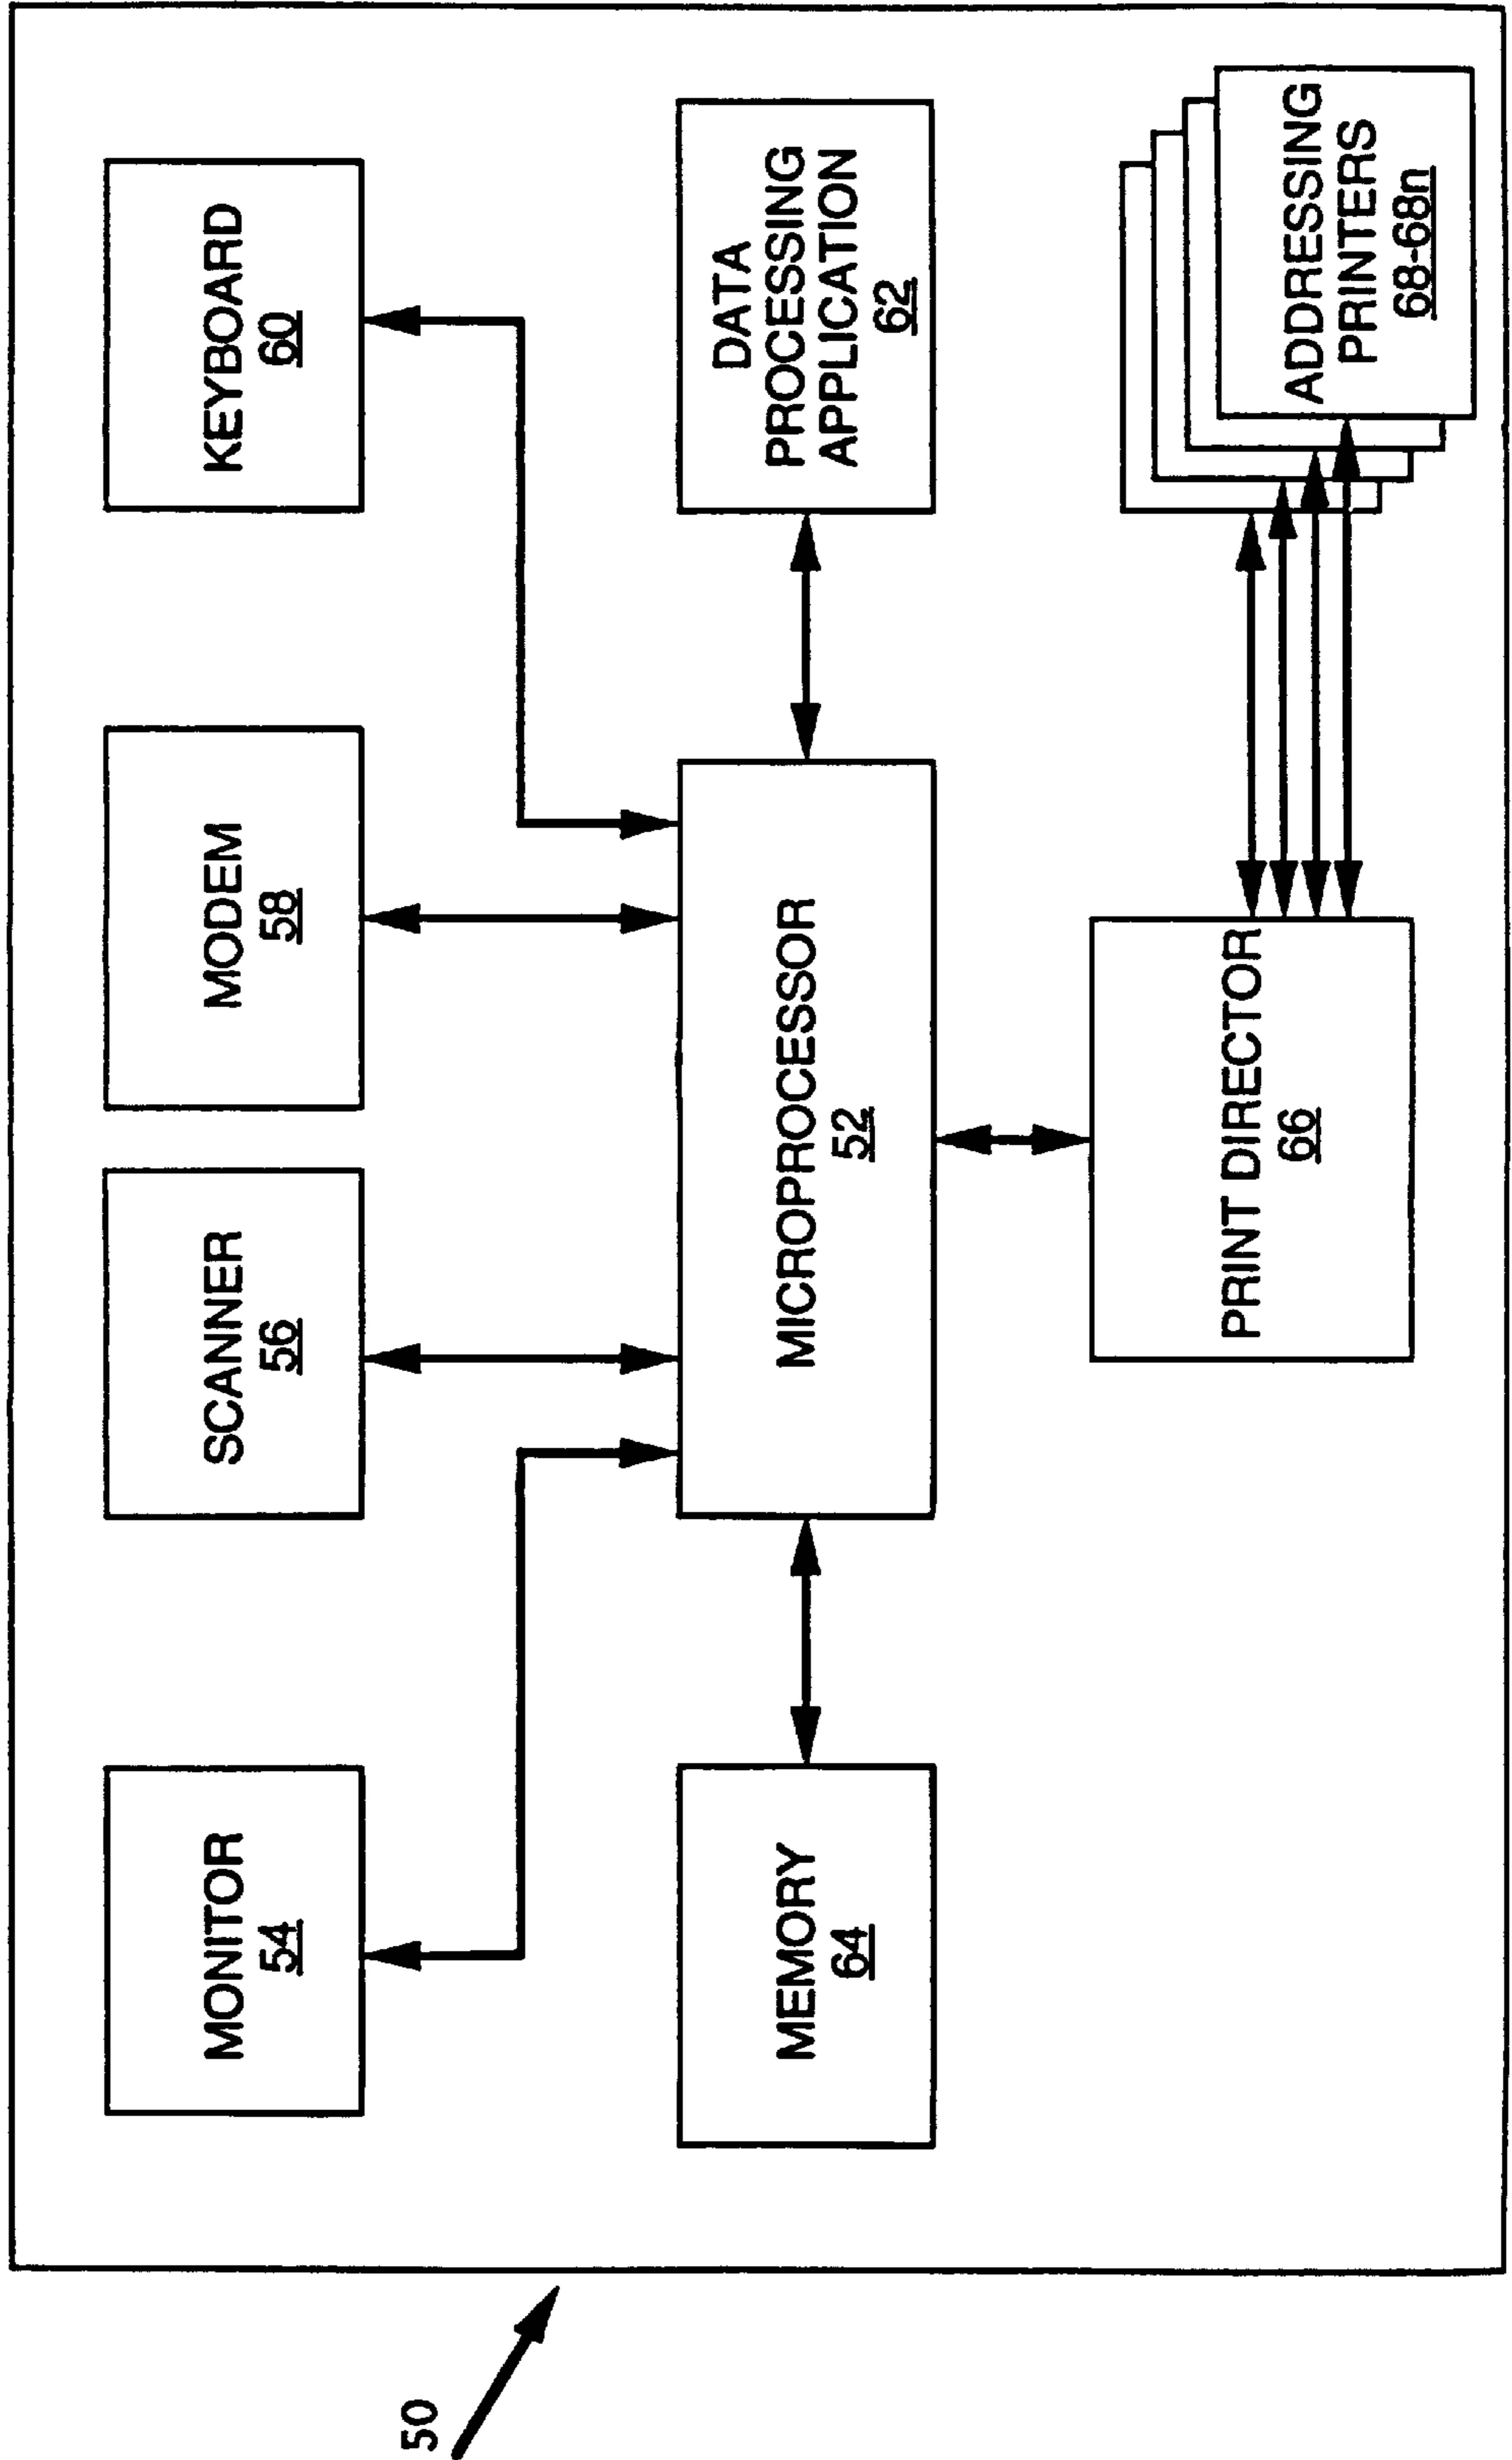 50
MONITOR
54
SCANNER
56
MODEM
58
KEYBOARD
60
MEMORY
64
MICROPROCESSOR
52
DATA
PROCESSING
APPLICATION
62
PRINT DIRECTOR
66
ADDRESSING
PRINTERS
68-68n